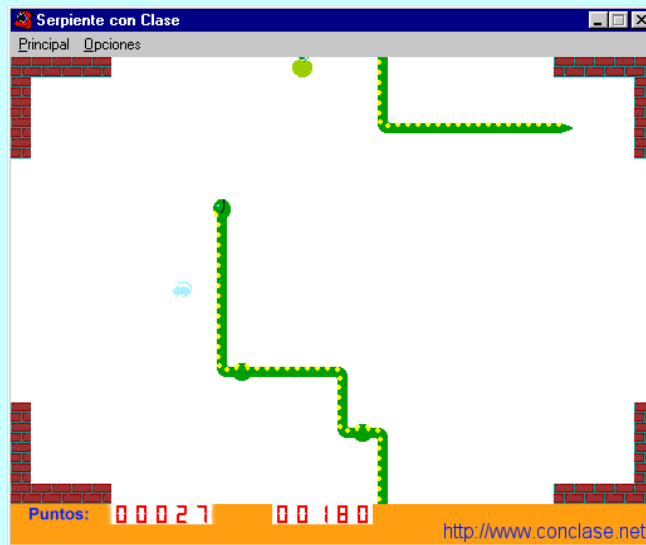 Serpiente con Clase
Principal Opciones
Puntos: 00027 00180
http://www.conclase.net